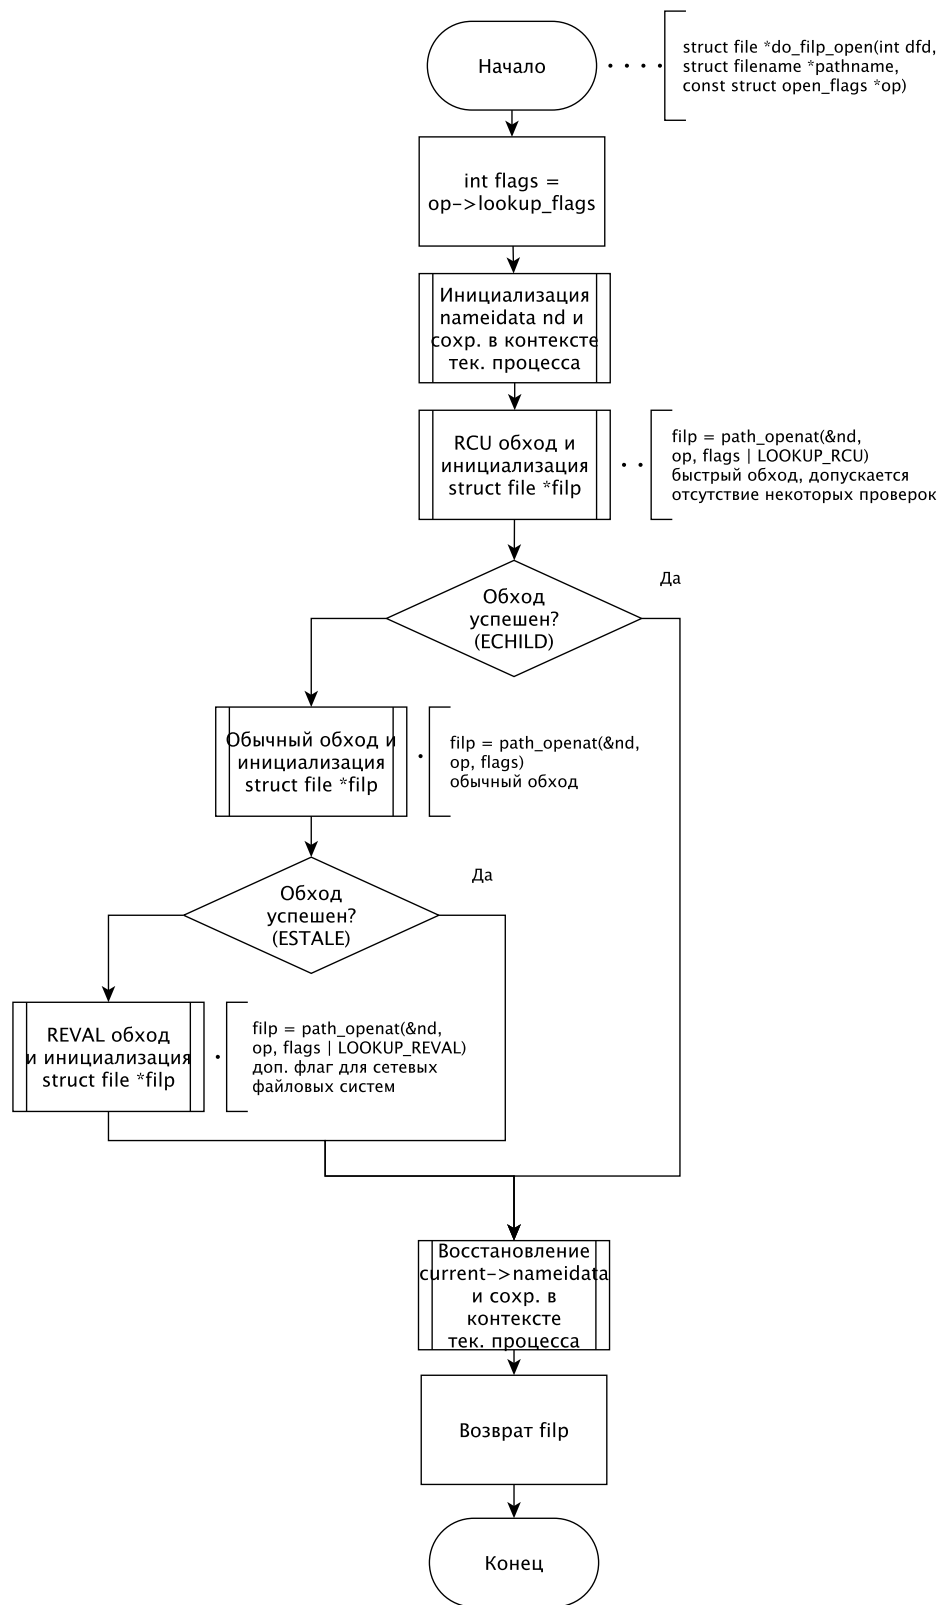 Начало
struct file *do_filp_open(int dfd,
struct filename *pathname,
const struct open_flags *op)
int flags =
op->lookup_flags
Инициализация
nameidata nd и
сохр. в контексте
тек. процесса
RCU обход и
инициализация
struct file *filp
filp = path_openat(&nd,
op, flags | LOOKUP_RCU)
быстрый обход, допускается
отсутствие некоторых проверок
Да
Обход
успешен?
(ECHILD)
Обычный обход и
инициализация
struct file *filp
filp = path_openat(&nd,
op, flags)
обычный обход
Да
Обход
успешен?
(ESTALE)
REVAL обход
и инициализация
struct file *filp
filp = path_openat(&nd,
op, flags | LOOKUP_REVAL)
доп. флаг для сетевых
файловых систем
Восстановление
current->nameidata
и сохр. в
контексте
тек. процесса
Возврат filp
Конец